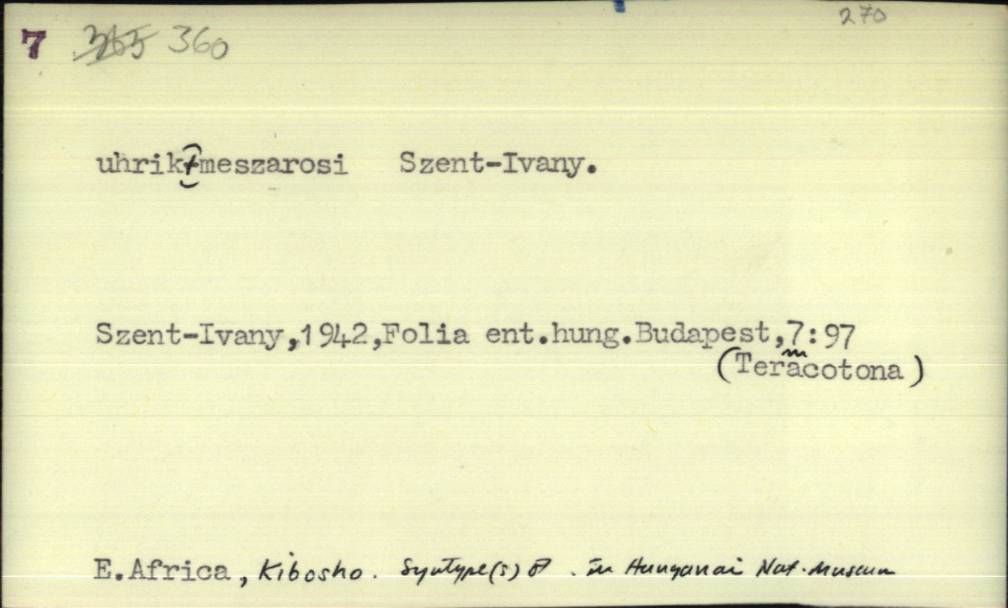 270
7 365 360
uhrik-meszarosi Szent-Ivany.
Szent-Ivany,1942,Folia ent.hung.Budapest,7:97
(Teracotona)
m
E.Africa, Kibosho. Syntype(s) ♂. in Hungarian Nat. Museum